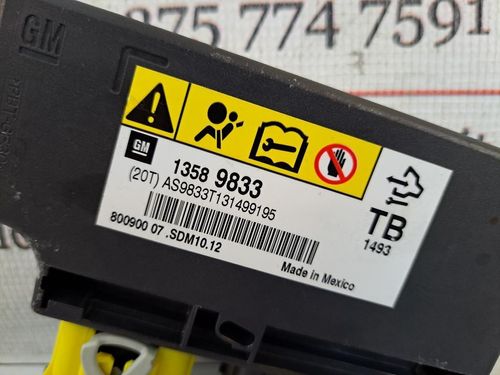 875 774 7591
GM
GM
1358 9833
(20T) AS9833T131499195
800900 07 .SDM10.12
Made in Mexico
TB
1493